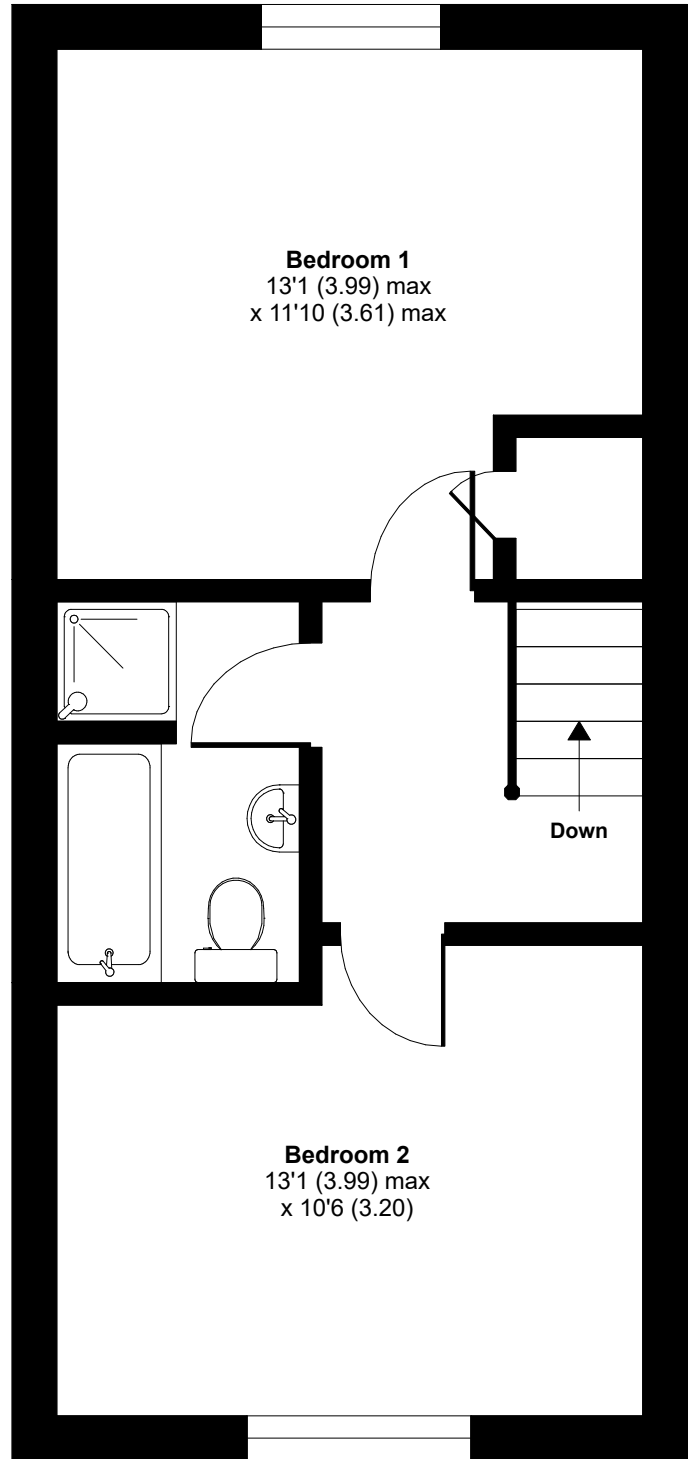 Bedroom 1
13'1 (3.99) max
x 11'10 (3.61) max
Down
Bedroom 2
13'1 (3.99) max
x 10'6 (3.20)